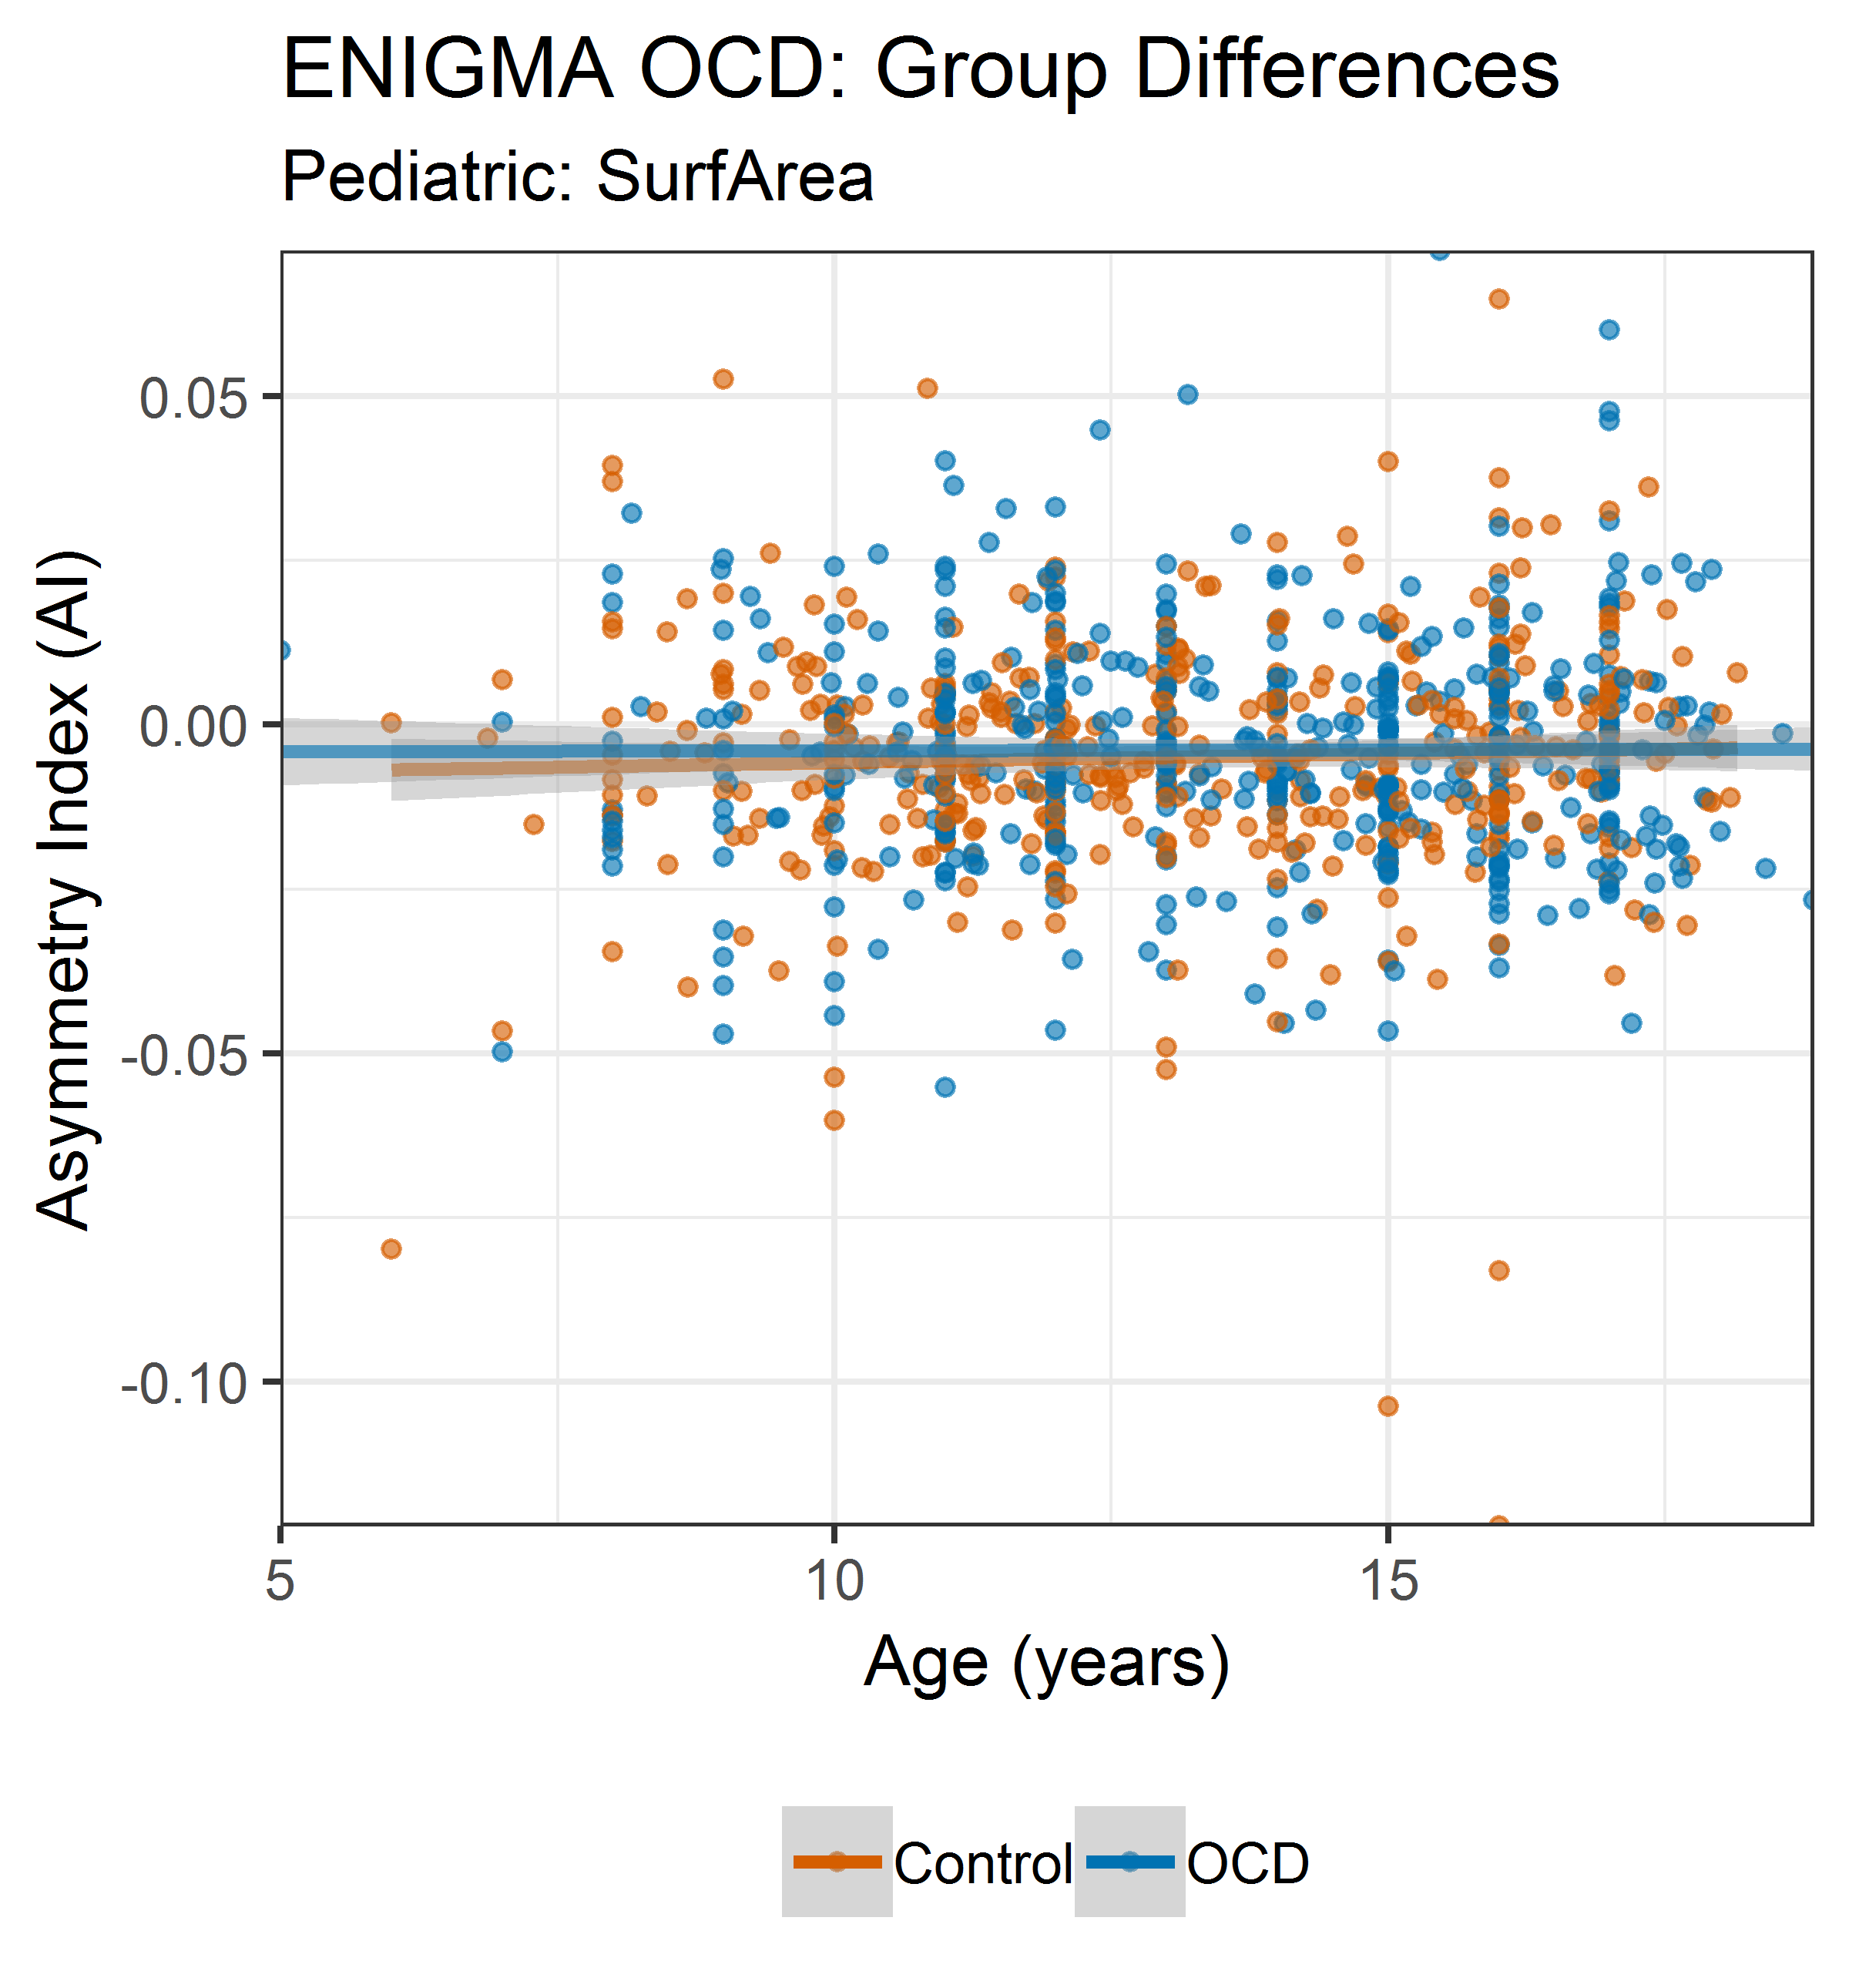 ENIGMA OCD: Group Differences
Pediatric: SurfArea
Asymmetry Index (AI)
0.05
0.00
-0.05
-0.10
5 10 15
Age (years)
Control OCD